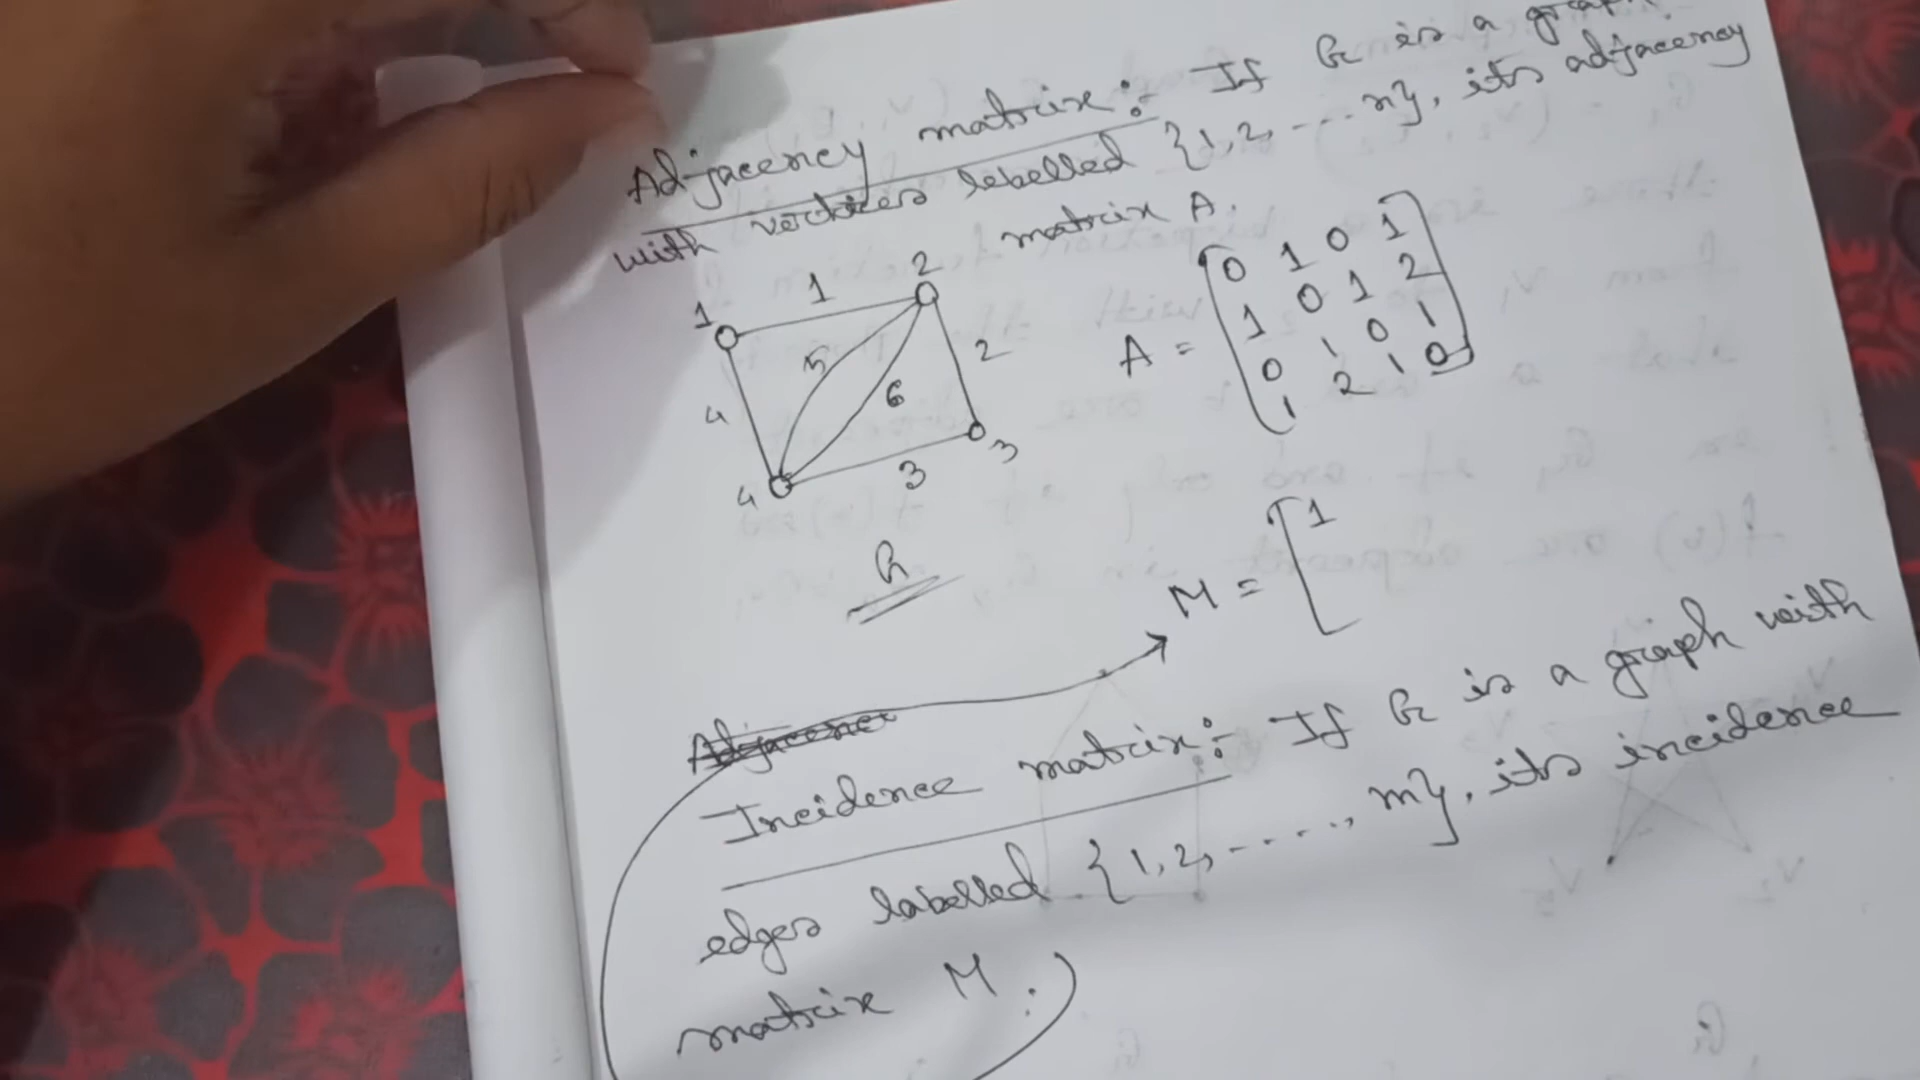 Adjacency matrix :- If G is a graph
with vertices lebelled {1, 2, ---- n}, its adjacency
matrix A.
1 1 2
5 2
4 6
4 3 3
G
A = [0 1 0 1
1 0 1 2
0 1 0 1
1 2 1 0]
M = [1
Incidence matrix :- If G is a graph with
edges labelled {1, 2, - - - - ., m}, its incidence
matrix M.